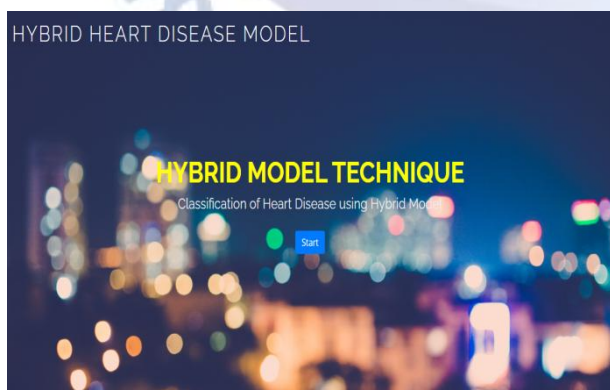 HYBRID HEART DISEASE MODEL
HYBRID MODEL TECHNIQUE
Classification of Heart Disease using Hybrid Model
Start